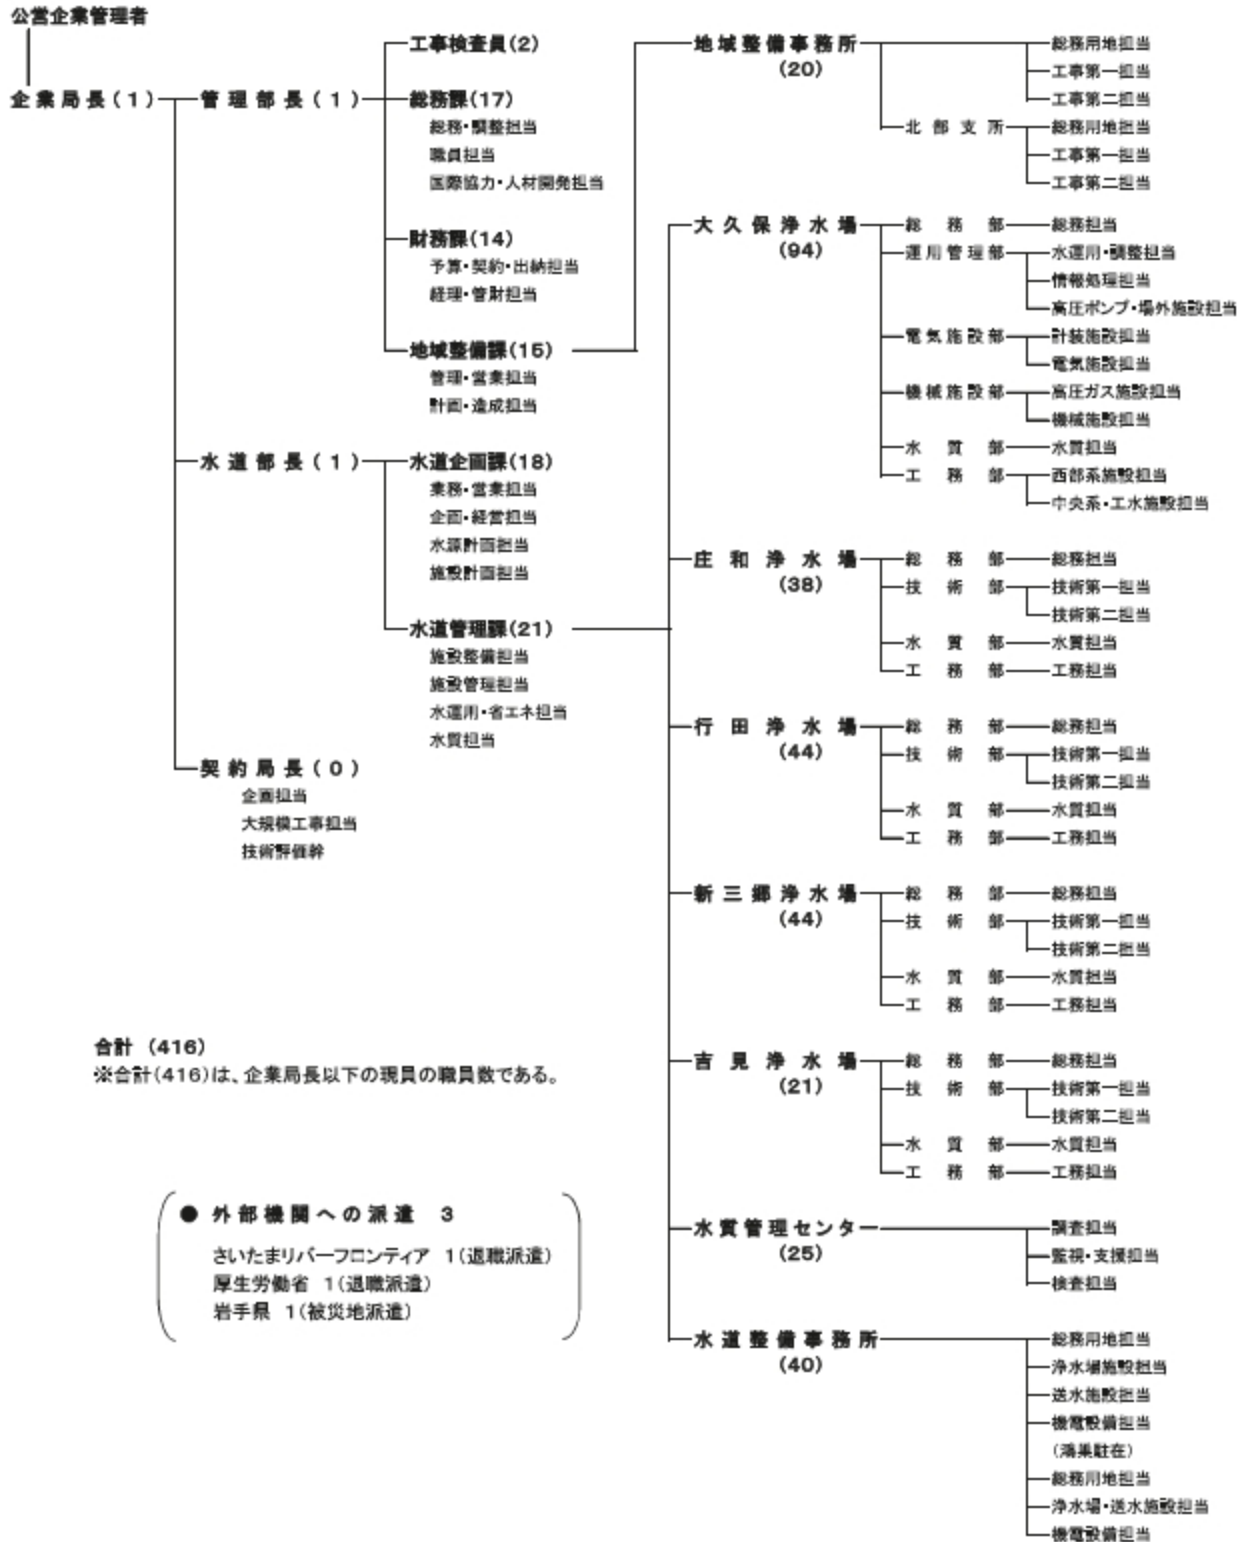 公営企業管理者
企業局長(1)
管理部長(1)
工事検査員(2)
総務課(17)
総務・調整担当
職員担当
国際協力・人材開発担当
財務課(14)
予算・契約・出納担当
経理・管財担当
地域整備課(15)
管理・営業担当
計画・造成担当
水道部長(1)
水道企画課(18)
業務・営業担当
企画・経営担当
水源計画担当
施設計画担当
水道管理課(21)
施設整備担当
施設管理担当
水運用・省エネ担当
水質担当
契約局長(0)
企画担当
大規模工事担当
技術評価幹
地域整備事務所
(20)
総務用地担当
工事第一担当
工事第二担当
北部支所
総務用地担当
工事第一担当
工事第二担当
大久保浄水場
(94)
総務部
総務担当
運用管理部
水運用・調整担当
情報処理担当
高圧ポンプ・場外施設担当
電気施設部
計装施設担当
電気施設担当
機械施設部
高圧ガス施設担当
機械施設担当
水質部
水質担当
工務部
西部系施設担当
中央系・工水施設担当
庄和浄水場
(38)
総務部
総務担当
技術部
技術第一担当
技術第二担当
水質部
水質担当
工務部
工務担当
行田浄水場
(44)
総務部
総務担当
技術部
技術第一担当
技術第二担当
水質部
水質担当
工務部
工務担当
新三郷浄水場
(44)
総務部
総務担当
技術部
技術第一担当
技術第二担当
水質部
水質担当
工務部
工務担当
吉見浄水場
(21)
総務部
総務担当
技術部
技術第一担当
技術第二担当
水質部
水質担当
工務部
工務担当
水質管理センター
(25)
調査担当
監視・支援担当
検査担当
水道整備事務所
(40)
総務用地担当
浄水場施設担当
送水施設担当
機電設備担当
(鴻巣駐在)
総務用地担当
浄水場・送水施設担当
機電設備担当
合計 (416)
※合計(416)は、企業局長以下の現員の職員数である。
● 外部機関への派遣 3
さいたまリバーフロンティア 1(退職派遣)
厚生労働省 1(退職派遣)
岩手県 1(被災地派遣)